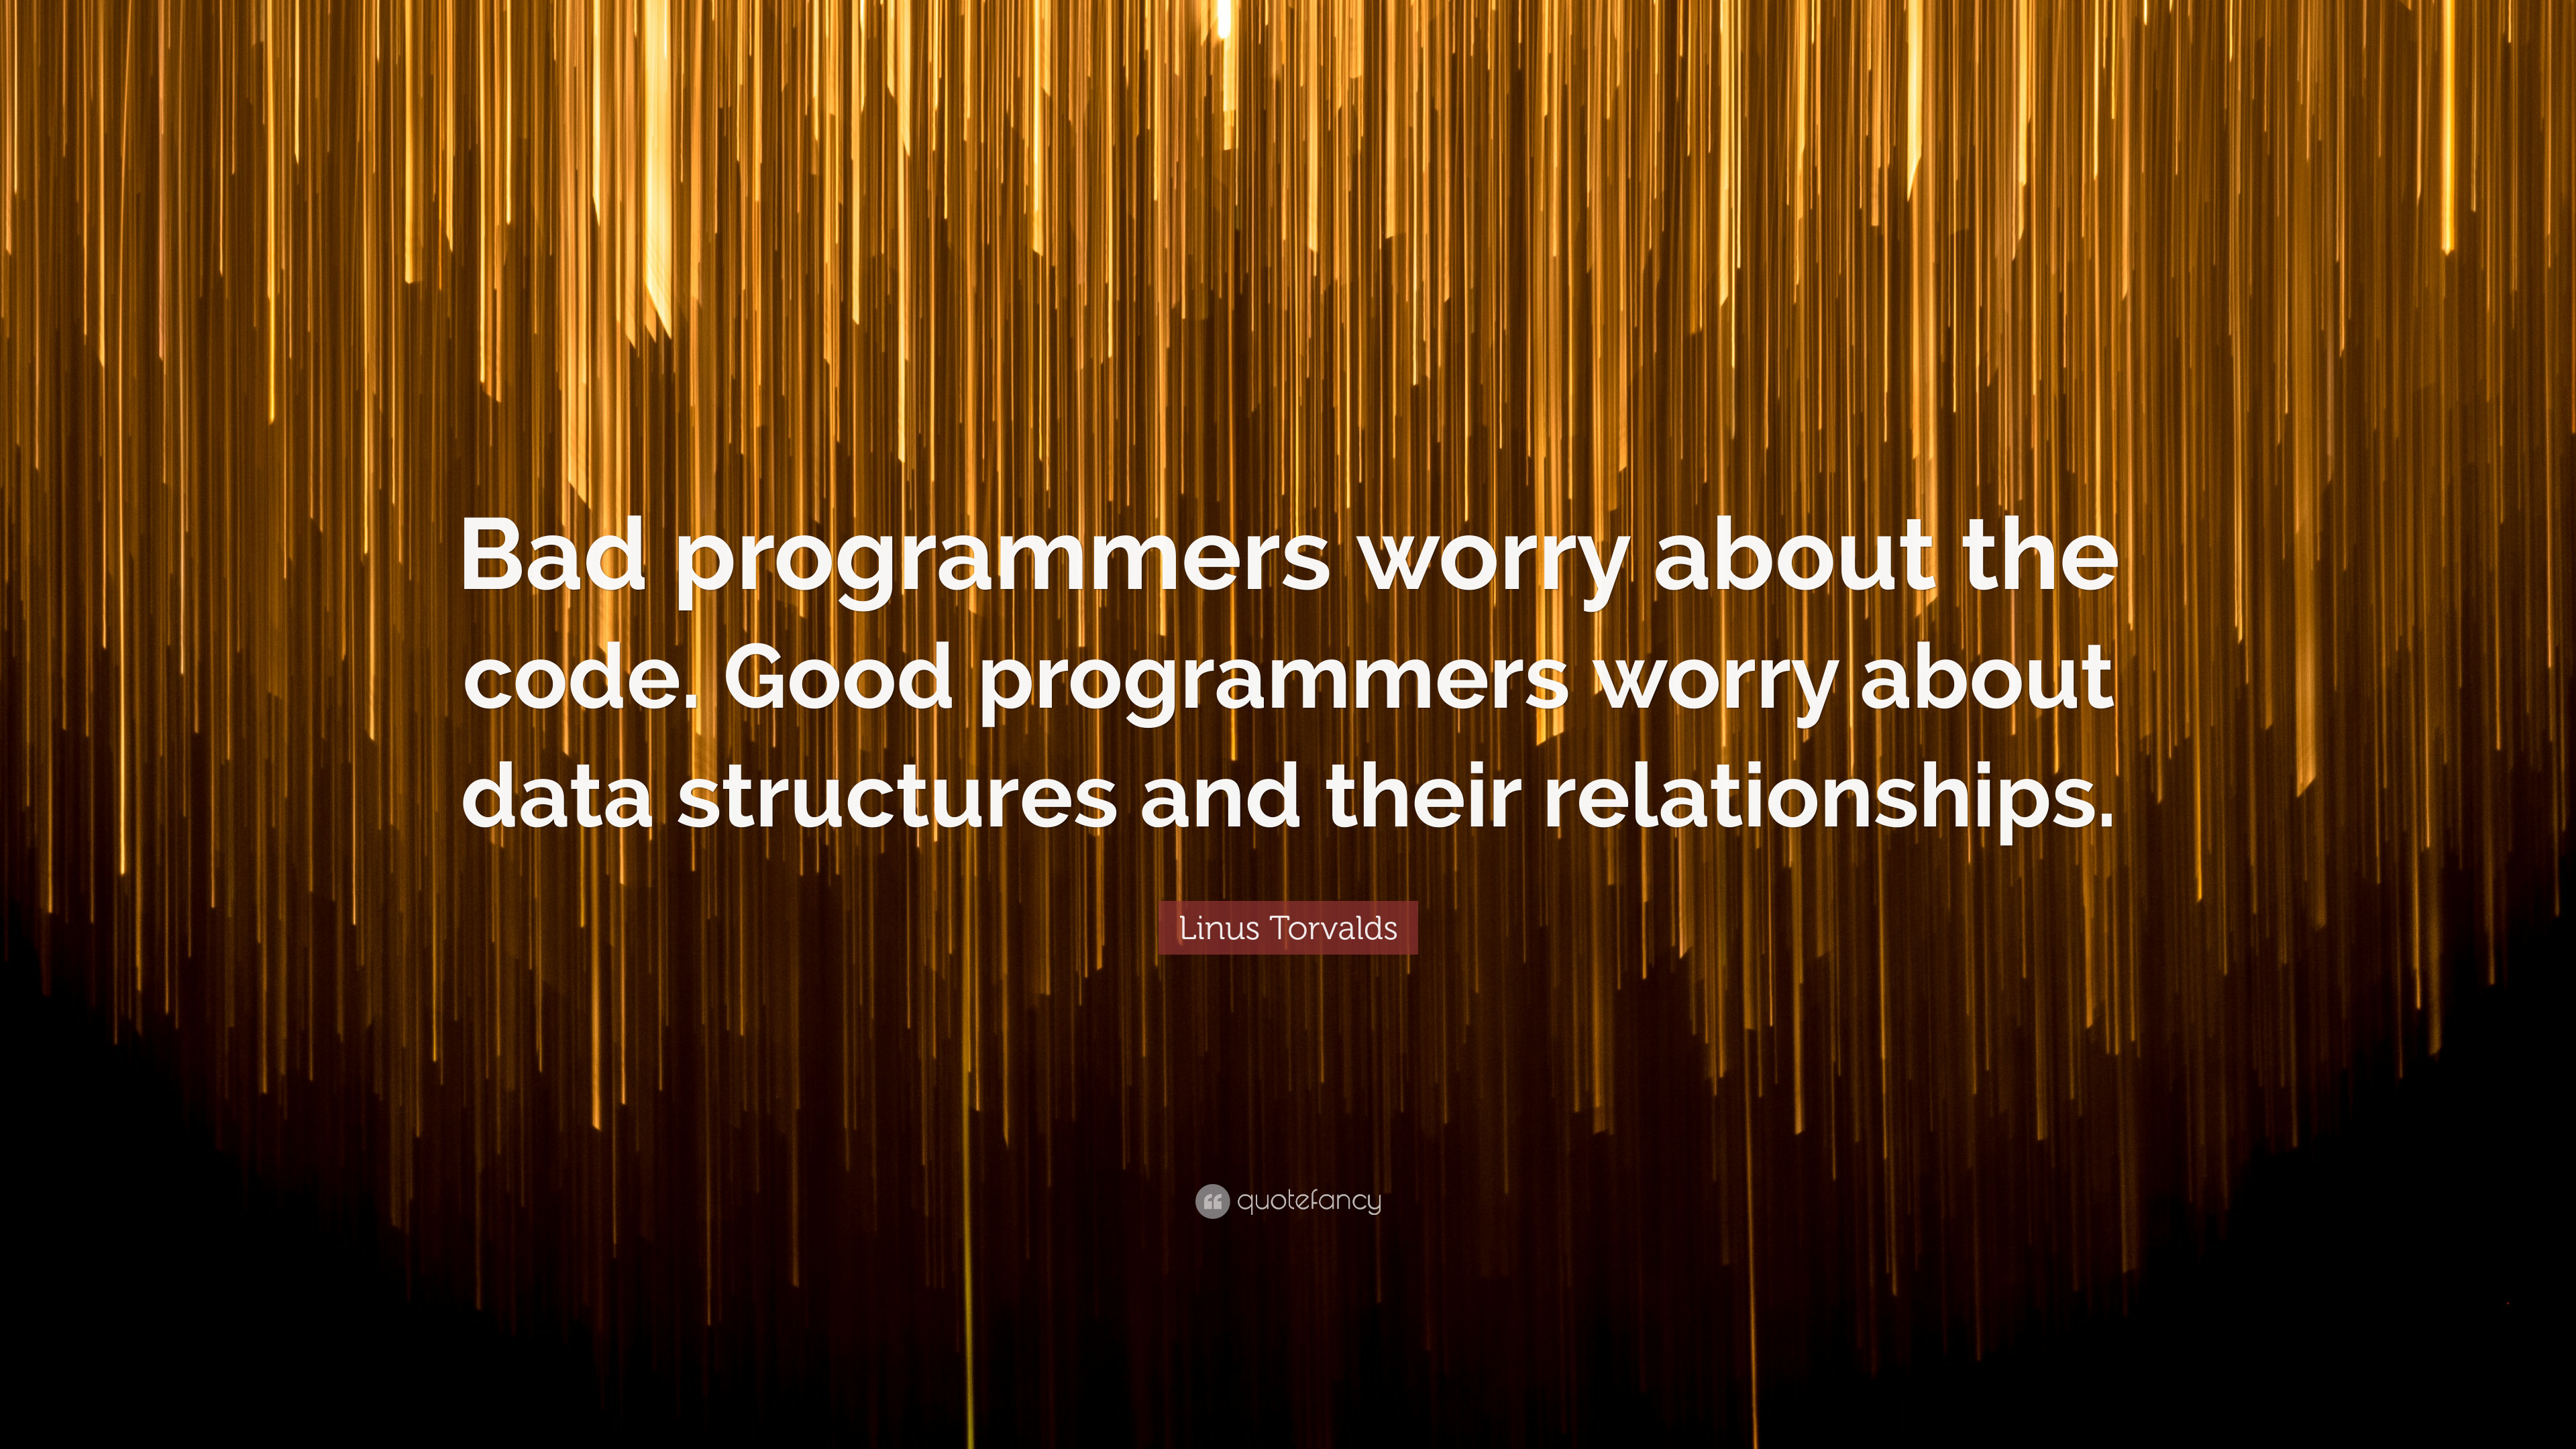 Bad programmers worry about the
code. Good programmers worry about
data structures and their relationships.
Linus Torvalds
quotefancy